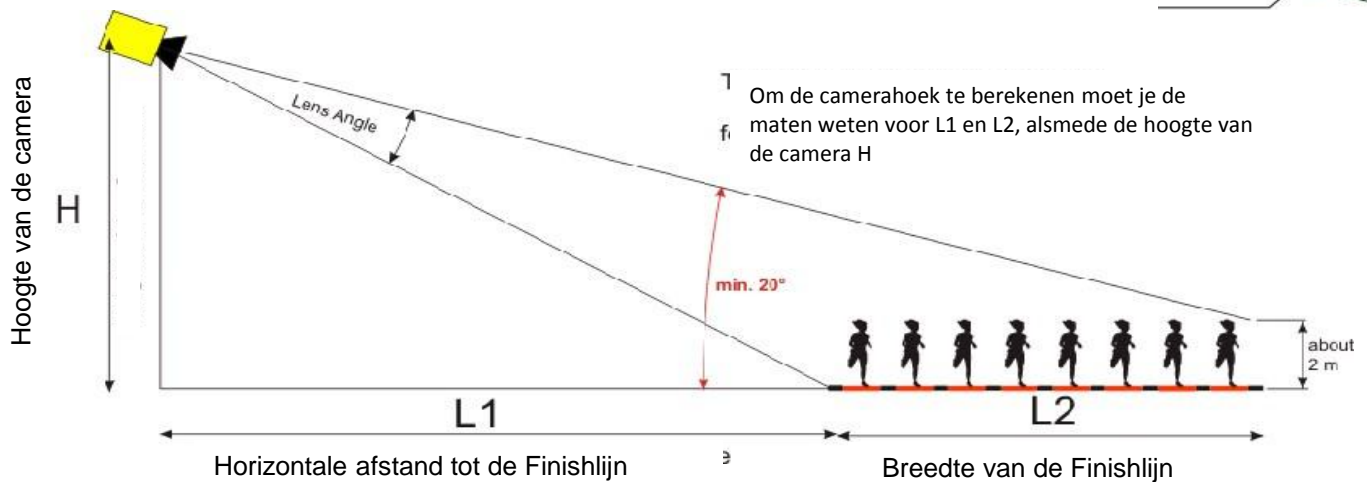 Hoogte van de camera
H
Lens Angle
Om de camerahoek te berekenen moet je de
maten weten voor L1 en L2, alsmede de hoogte van
de camera H
min. 20°
about
2 m
L1
L2
Horizontale afstand tot de Finishlijn
Breedte van de Finishlijn